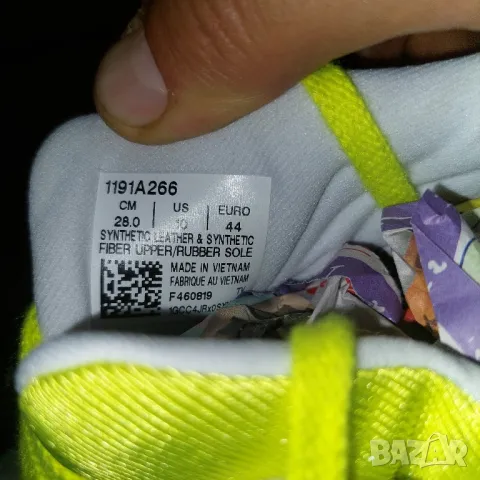 1191A266
CM US EURO
28.0 10 44
SYNTHETIC LEATHER & SYNTHETIC
FIBER UPPER/RUBBER SOLE
MADE IN VIETNAM
FABRIQUE AU VIETNAM
F460819
BAZAR